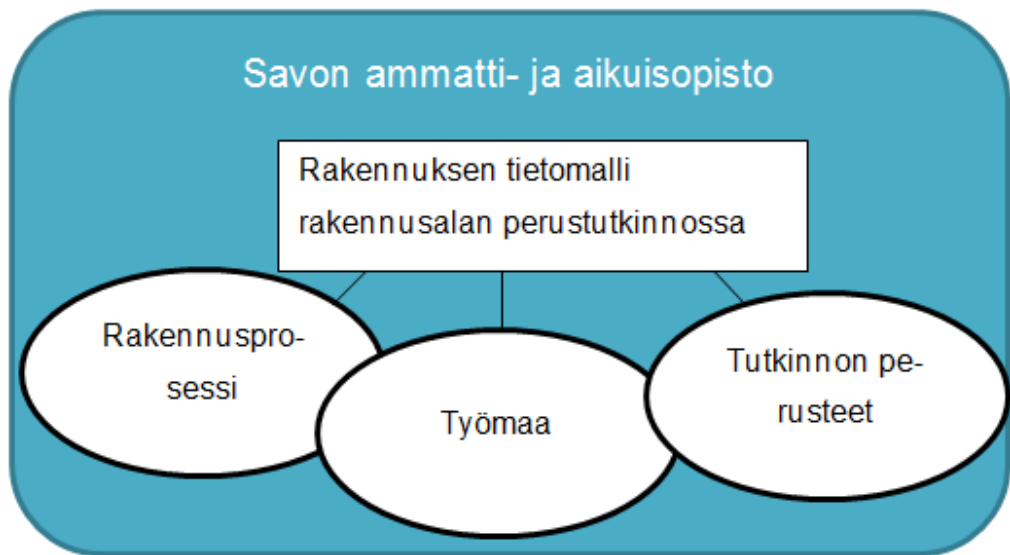 Savon ammatti- ja aikuisopisto
Rakennuksen tietomalli
rakennusalan perustutkinnossa
Rakennuspro-
sessi
Työmaa
Tutkinnon pe-
rusteet